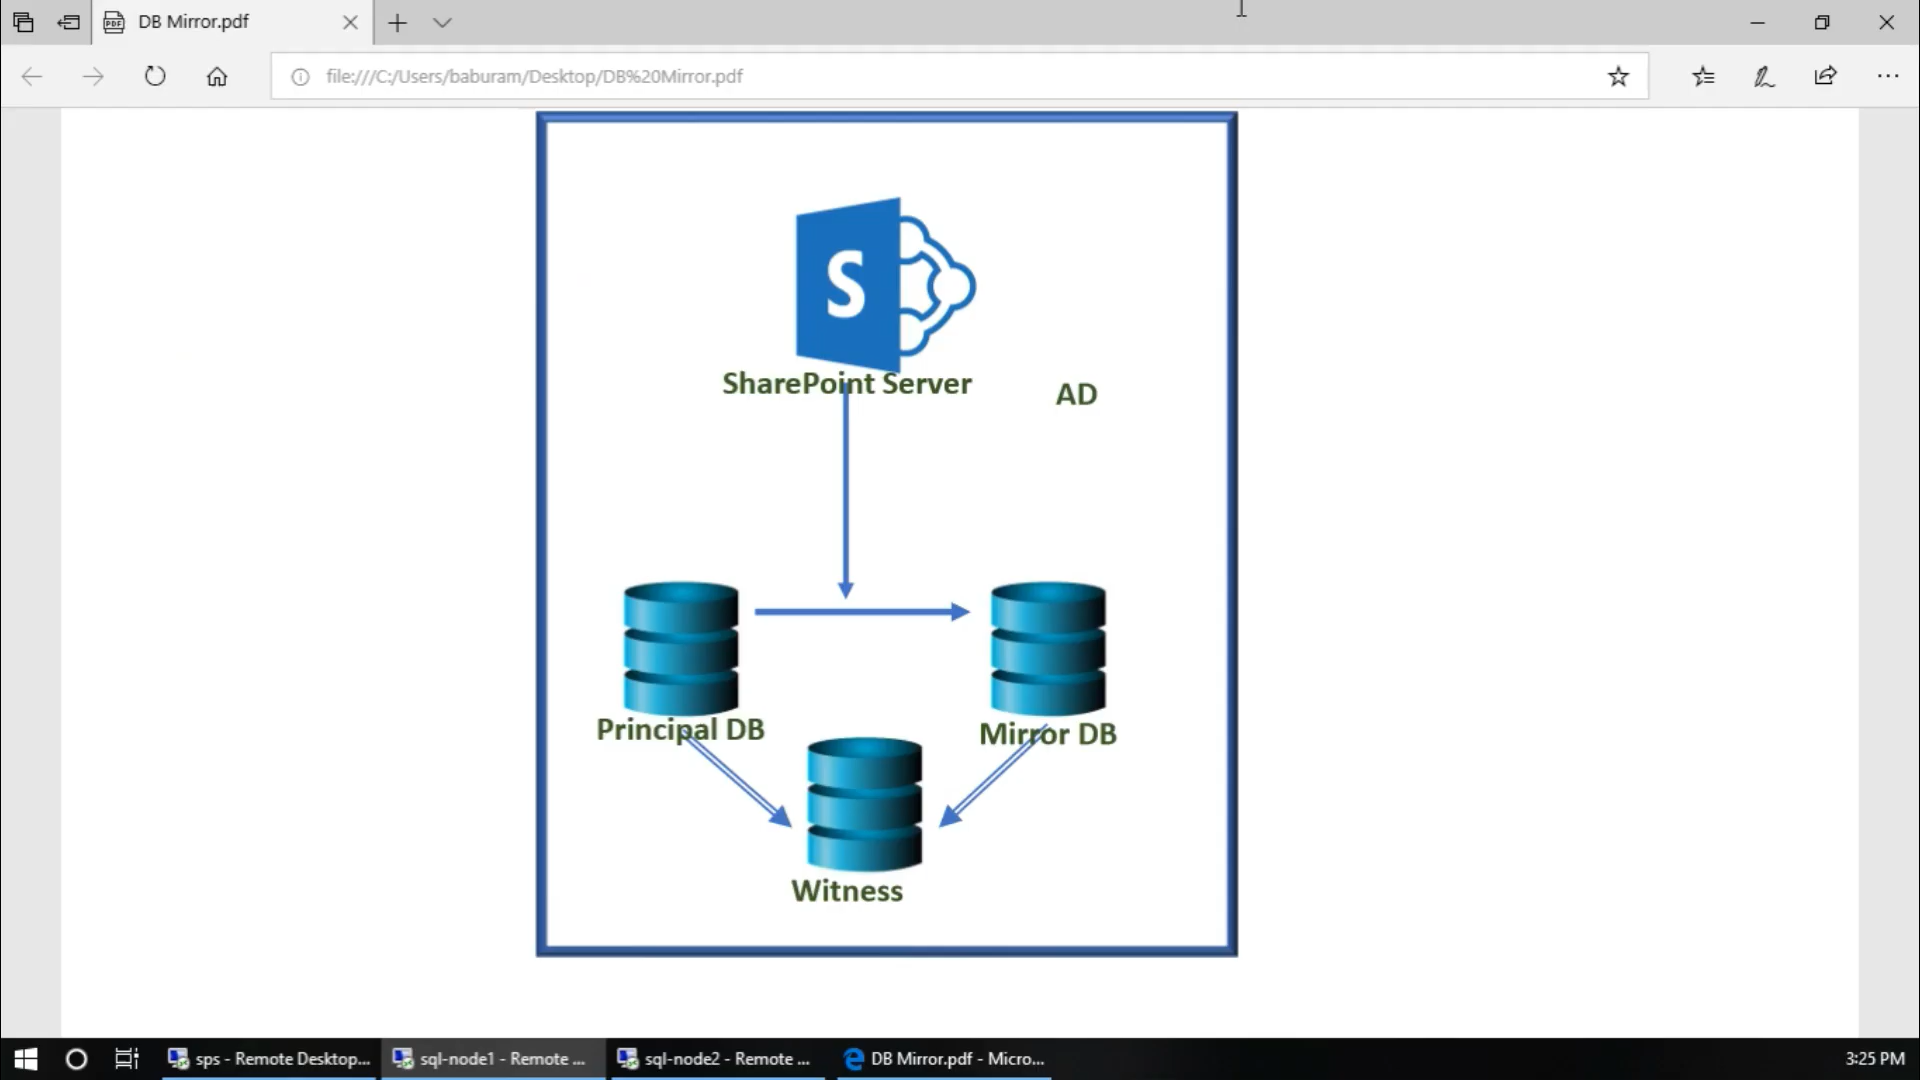 DB Mirror.pdf
file:///C:/Users/baburam/Desktop/DB%20Mirror.pdf
S
SharePoint Server
AD
Principal DB
Mirror DB
Witness
sps - Remote Desktop...
sql-node1 - Remote ...
sql-node2 - Remote ...
DB Mirror.pdf - Micro...
3:25 PM